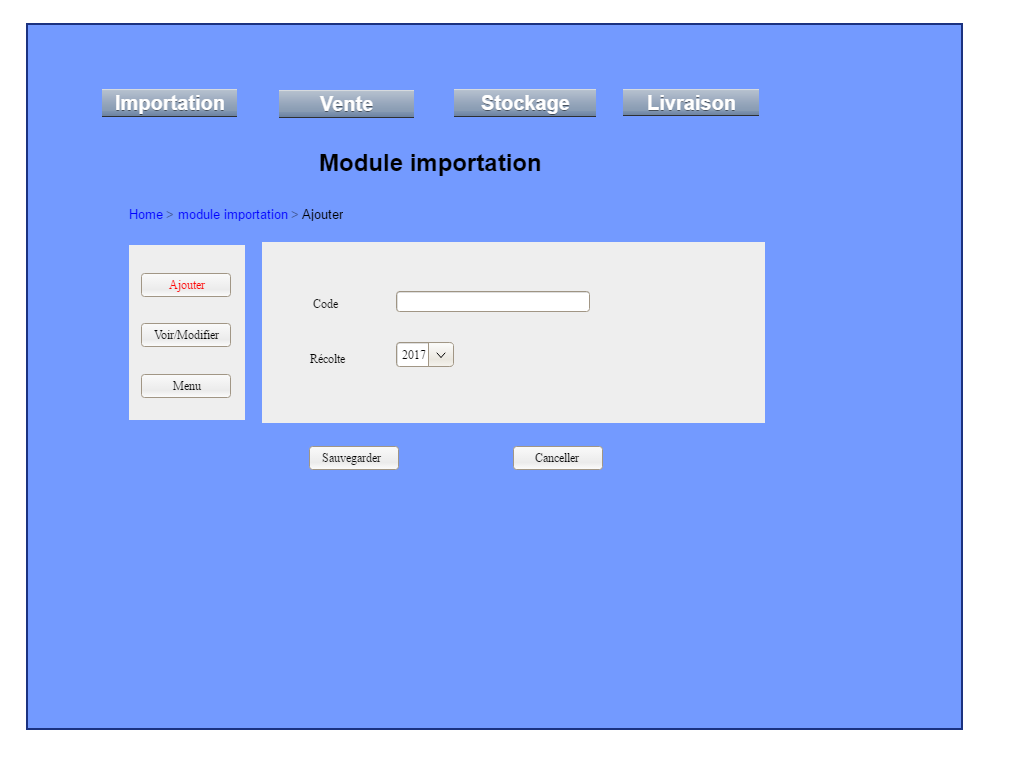 Importation Vente Stockage Livraison
Module importation
Home > module importation > Ajouter
Ajouter
Voir/Modifier
Menu
Code
Récolte 2017
Sauvegarder Canceller